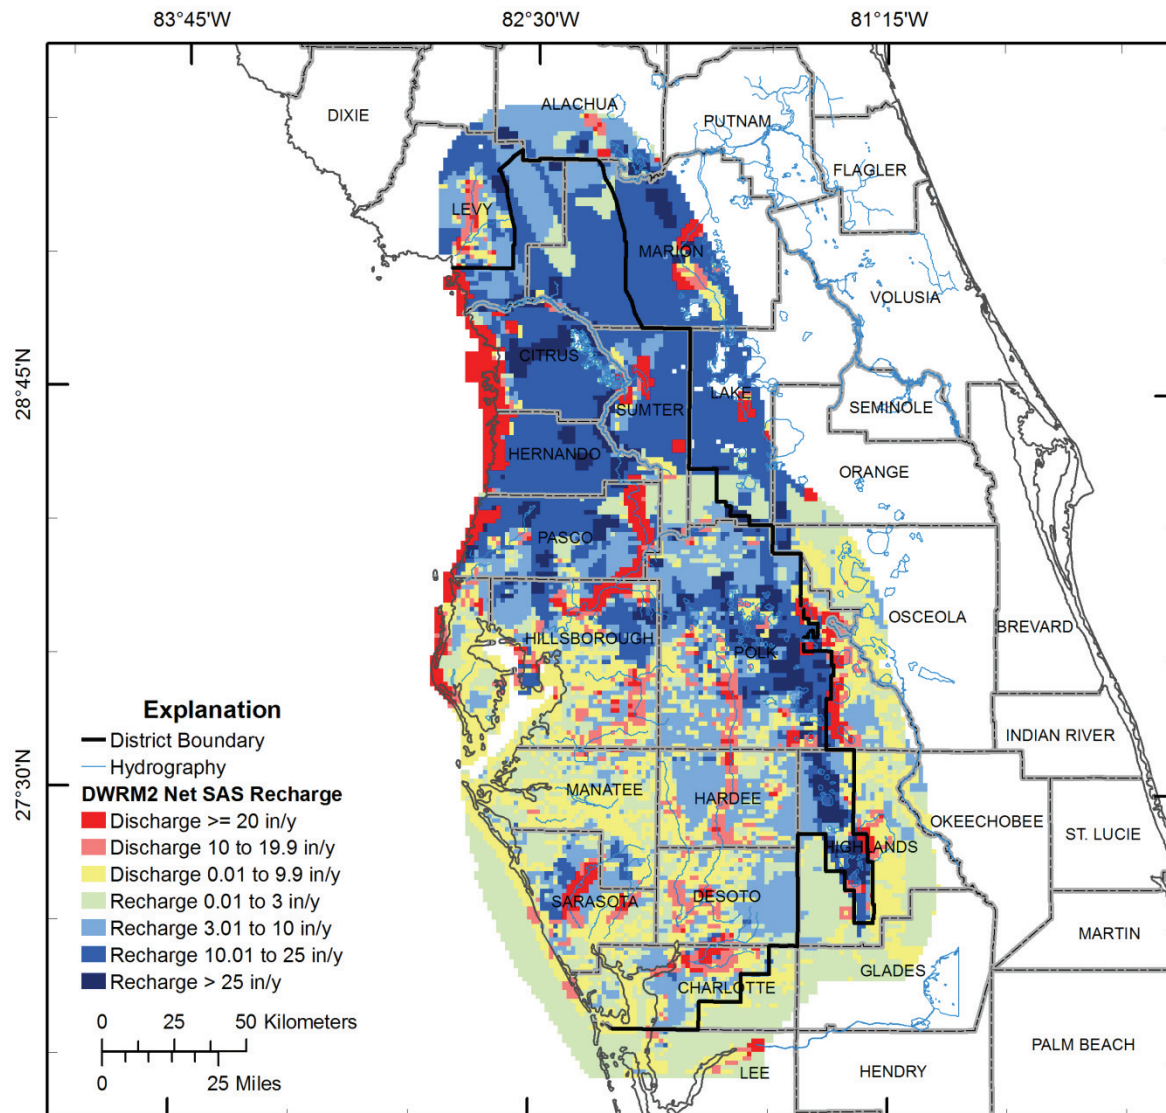 83°45'W 82°30'W 81°15'W
ALACHUA
DIXIE
PUTNAM
FLAGLER
LEVY
MARION
VOLUSIA
28°45'N
CITRUS
LAKE
SUMTER
SEMINOLE
HERNANDO
ORANGE
PASCO
OSCEOLA
BREVARD
HILLSBOROUGH
POLK
Explanation
District Boundary
Hydrography
DWRM2 Net SAS Recharge
Discharge >= 20 in/y
Discharge 10 to 19.9 in/y
Discharge 0.01 to 9.9 in/y
Recharge 0.01 to 3 in/y
Recharge 3.01 to 10 in/y
Recharge 10.01 to 25 in/y
Recharge > 25 in/y
0 25 50 Kilometers
0 25 Miles
INDIAN RIVER
27°30'N
MANATEE
HARDEE
OKEECHOBEE
ST. LUCIE
HIGHLANDS
SARASOTA
DESOTO
MARTIN
GLADES
CHARLOTTE
PALM BEACH
LEE
HENDRY